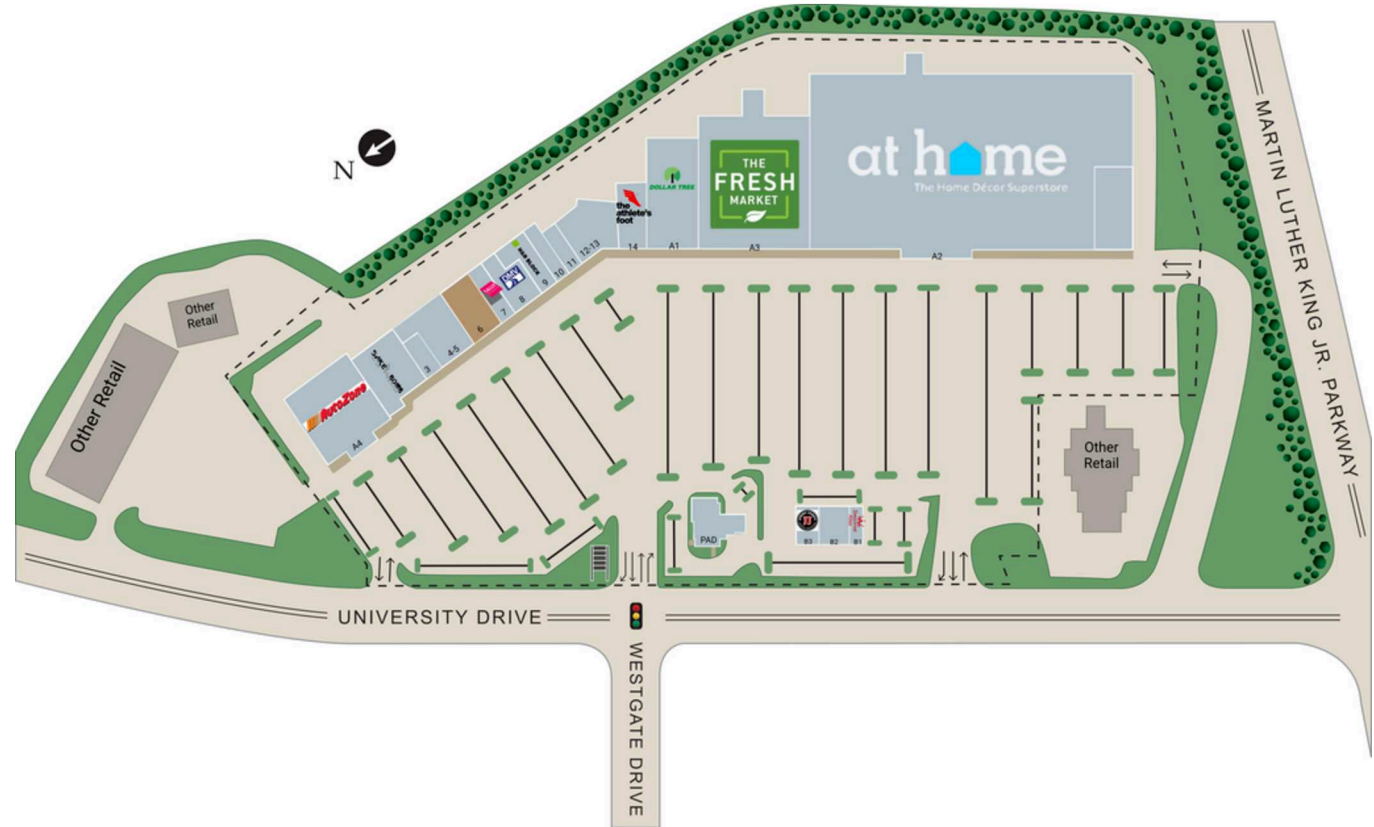 N
MARTIN LUTHER KING JR. PARKWAY
at home
The Home Décor Superstore
THE
FRESH
MARKET
DOLLAR TREE
the
athlete's
foot
14
A1
A3
A2
12-13
11
10
9
H&R BLOCK
8
DMV
7
6
4-5
3
AutoZone
A4
Other
Retail
Other Retail
Other
Retail
PAD
B3
B2
B1
UNIVERSITY DRIVE
WESTGATE DRIVE